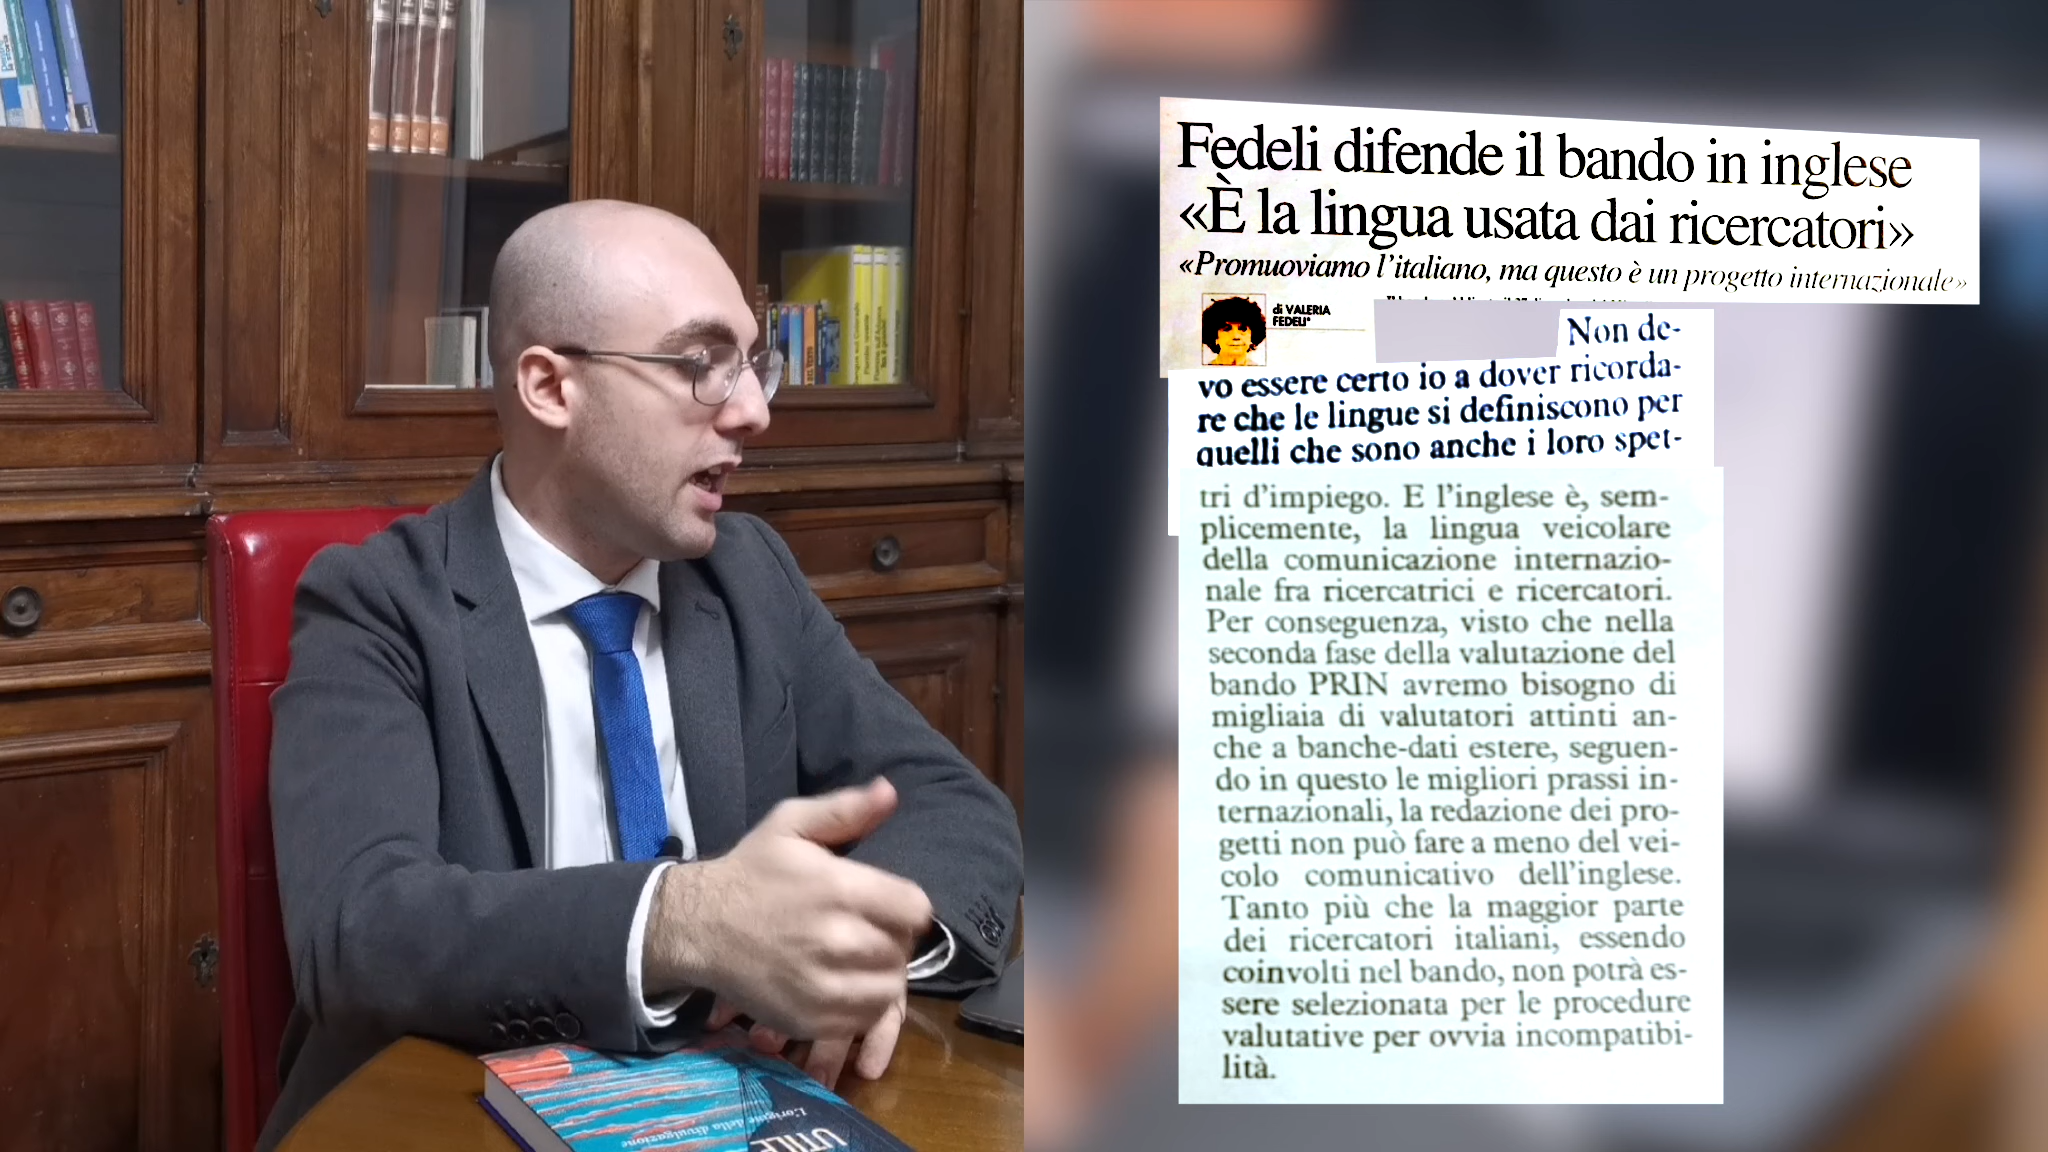 Fedeli difende il bando in inglese
«È la lingua usata dai ricercatori»
«Promuoviamo l'italiano, ma questo è un progetto internazionale»
di VALERIA
FEDELI*
Non de-
vo essere certo io a dover ricorda-
re che le lingue si definiscono per
quelli che sono anche i loro spet-
tri d'impiego. E l'inglese è, sem-
plicemente, la lingua veicolare
della comunicazione internazio-
nale fra ricercatrici e ricercatori.
Per conseguenza, visto che nella
seconda fase della valutazione del
bando PRIN avremo bisogno di
migliaia di valutatori attinti an-
che a banche-dati estere, seguen-
do in questo le migliori prassi in-
ternazionali, la redazione dei pro-
getti non può fare a meno del vei-
colo comunicativo dell'inglese.
Tanto più che la maggior parte
dei ricercatori italiani, essendo
coinvolti nel bando, non potrà es-
sere selezionata per le procedure
valutative per ovvia incompatibi-
lità.
L'origine della divulgazione
UTILE